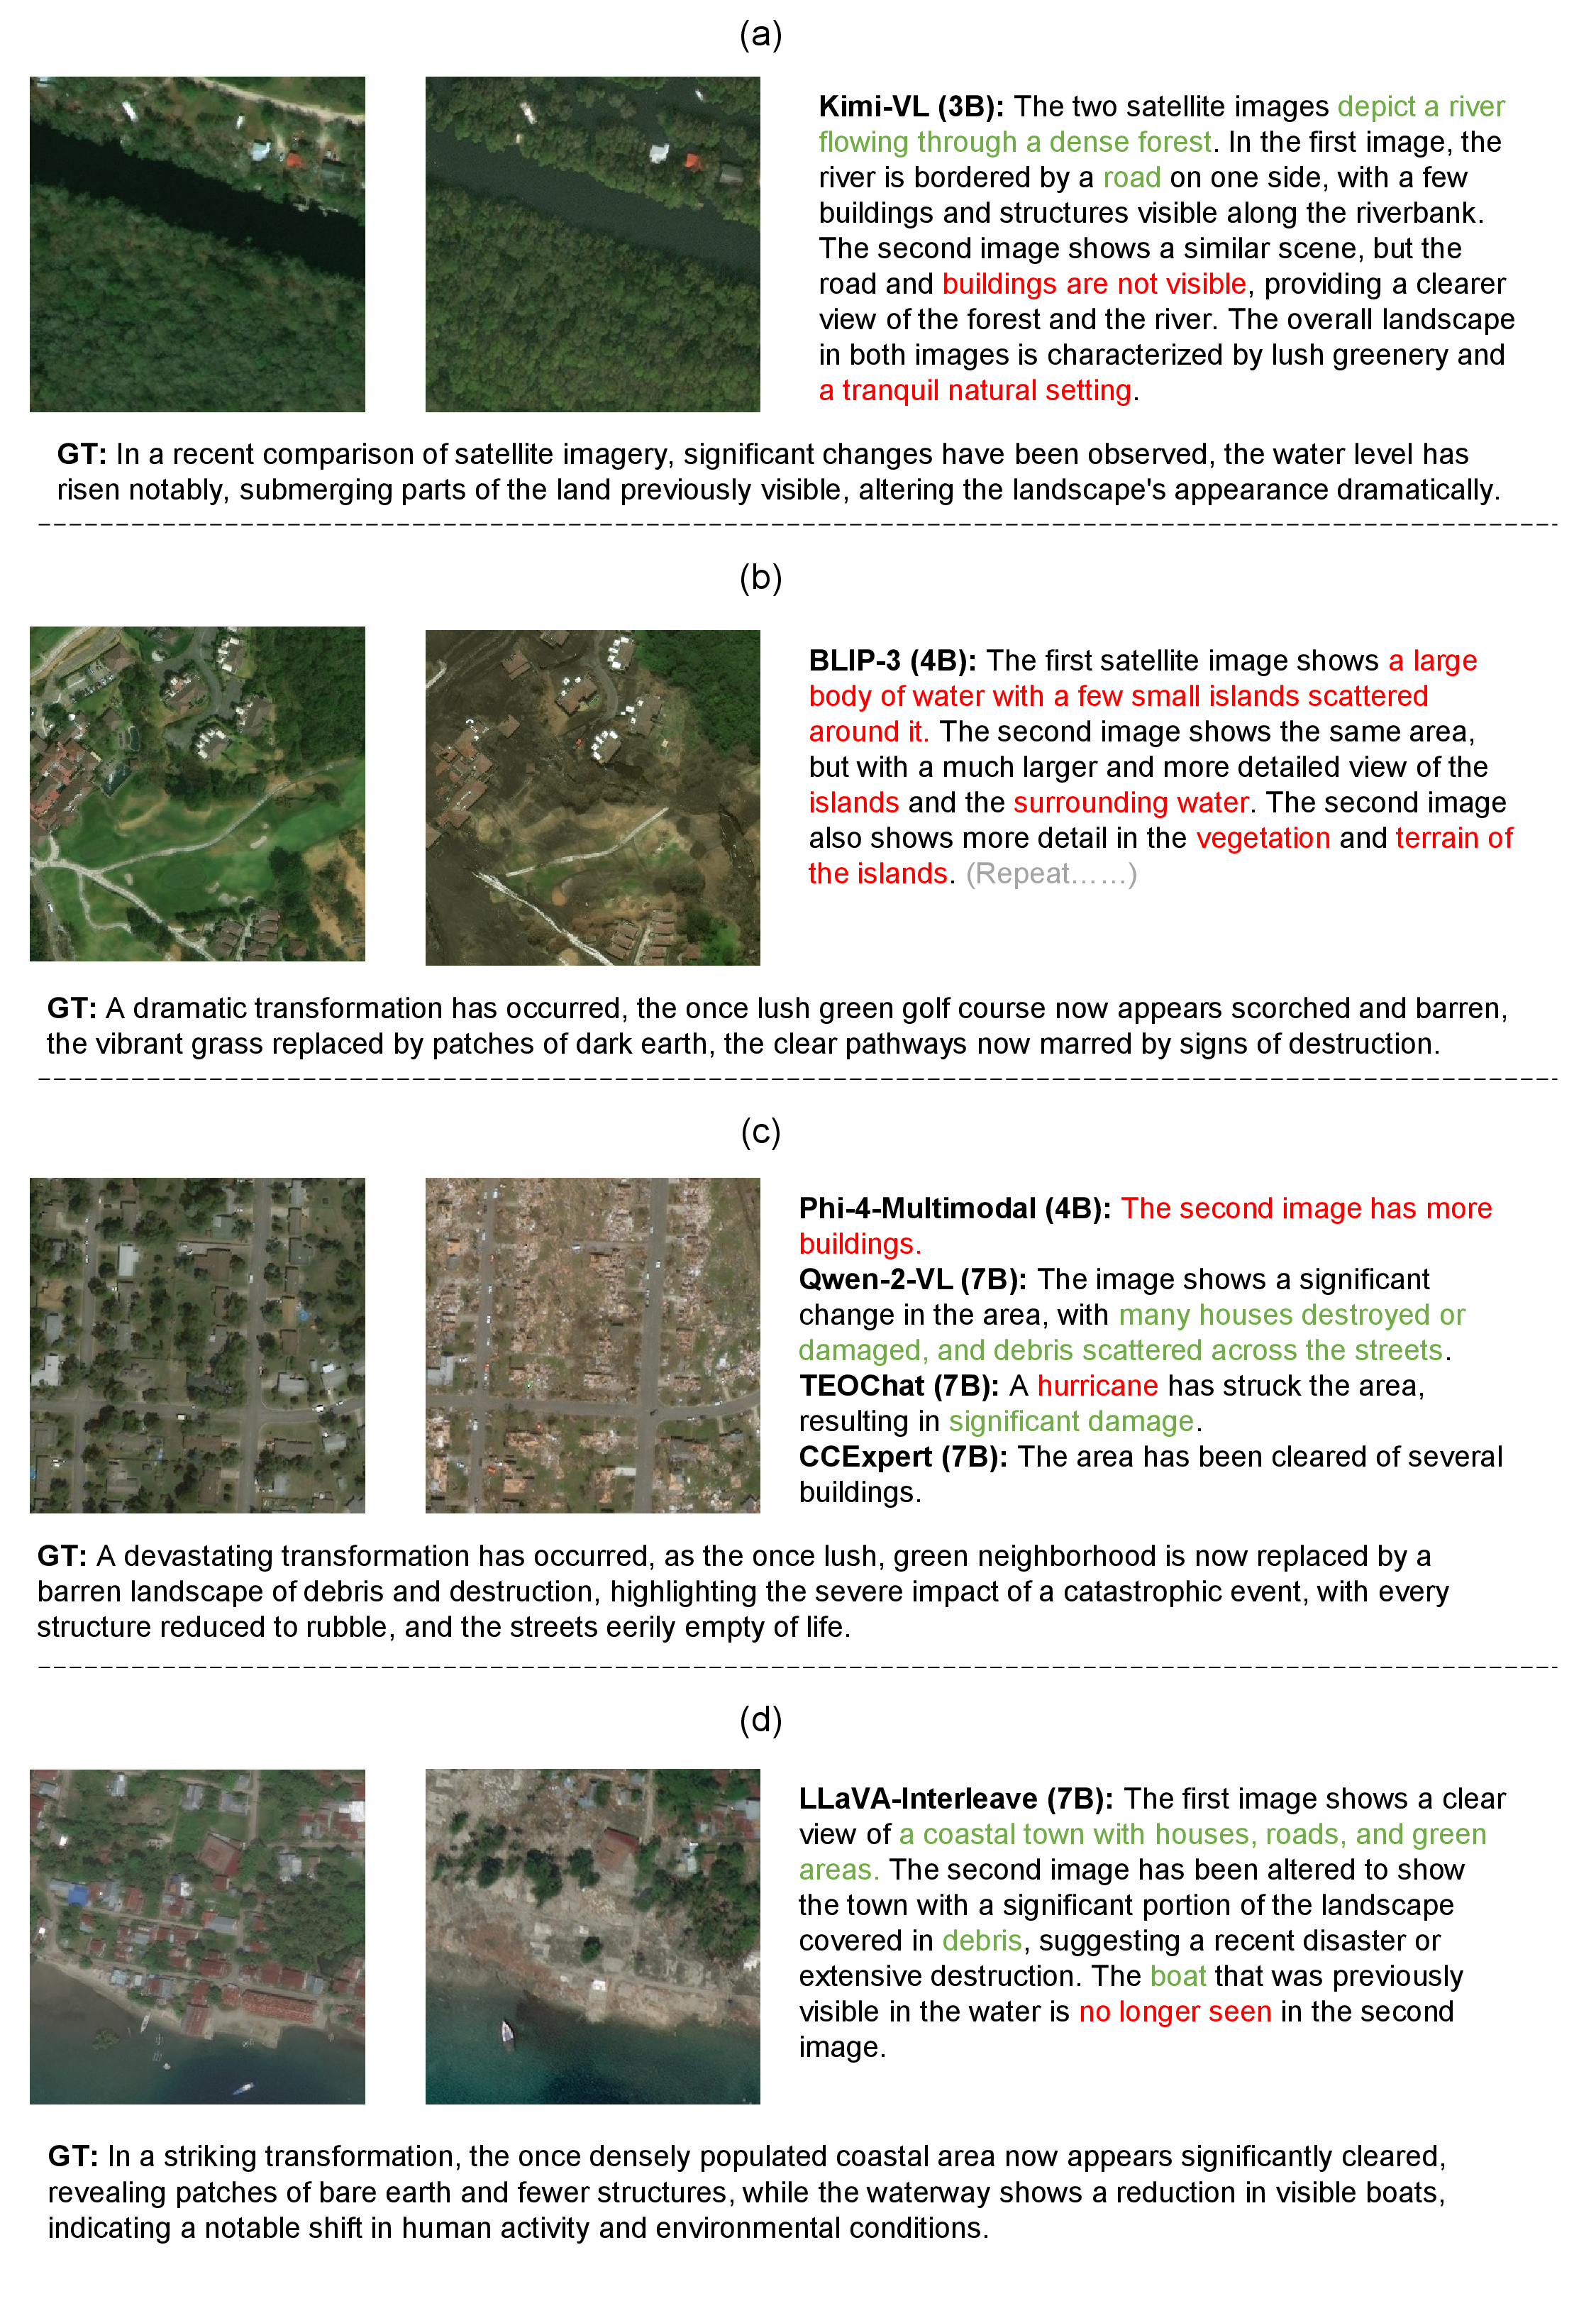 (a)
Kimi-VL (3B): The two satellite images depict a river
flowing through a dense forest. In the first image, the
river is bordered by a road on one side, with a few
buildings and structures visible along the riverbank.
The second image shows a similar scene, but the
road and buildings are not visible, providing a clearer
view of the forest and the river. The overall landscape
in both images is characterized by lush greenery and
a tranquil natural setting.
GT: In a recent comparison of satellite imagery, significant changes have been observed, the water level has
risen notably, submerging parts of the land previously visible, altering the landscape's appearance dramatically.
(b)
BLIP-3 (4B): The first satellite image shows a large
body of water with a few small islands scattered
around it. The second image shows the same area,
but with a much larger and more detailed view of the
islands and the surrounding water. The second image
also shows more detail in the vegetation and terrain of
the islands. (Repeat……)
GT: A dramatic transformation has occurred, the once lush green golf course now appears scorched and barren,
the vibrant grass replaced by patches of dark earth, the clear pathways now marred by signs of destruction.
(c)
Phi-4-Multimodal (4B): The second image has more
buildings.
Qwen-2-VL (7B): The image shows a significant
change in the area, with many houses destroyed or
damaged, and debris scattered across the streets.
TEOChat (7B): A hurricane has struck the area,
resulting in significant damage.
CCExpert (7B): The area has been cleared of several
buildings.
GT: A devastating transformation has occurred, as the once lush, green neighborhood is now replaced by a
barren landscape of debris and destruction, highlighting the severe impact of a catastrophic event, with every
structure reduced to rubble, and the streets eerily empty of life.
(d)
LLaVA-Interleave (7B): The first image shows a clear
view of a coastal town with houses, roads, and green
areas. The second image has been altered to show
the town with a significant portion of the landscape
covered in debris, suggesting a recent disaster or
extensive destruction. The boat that was previously
visible in the water is no longer seen in the second
image.
GT: In a striking transformation, the once densely populated coastal area now appears significantly cleared,
revealing patches of bare earth and fewer structures, while the waterway shows a reduction in visible boats,
indicating a notable shift in human activity and environmental conditions.